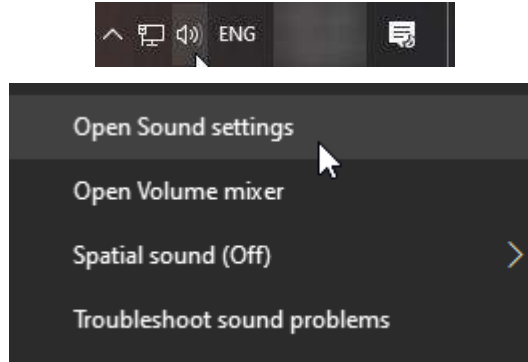 ENG
Open Sound settings
Open Volume mixer
Spatial sound (Off)
Troubleshoot sound problems